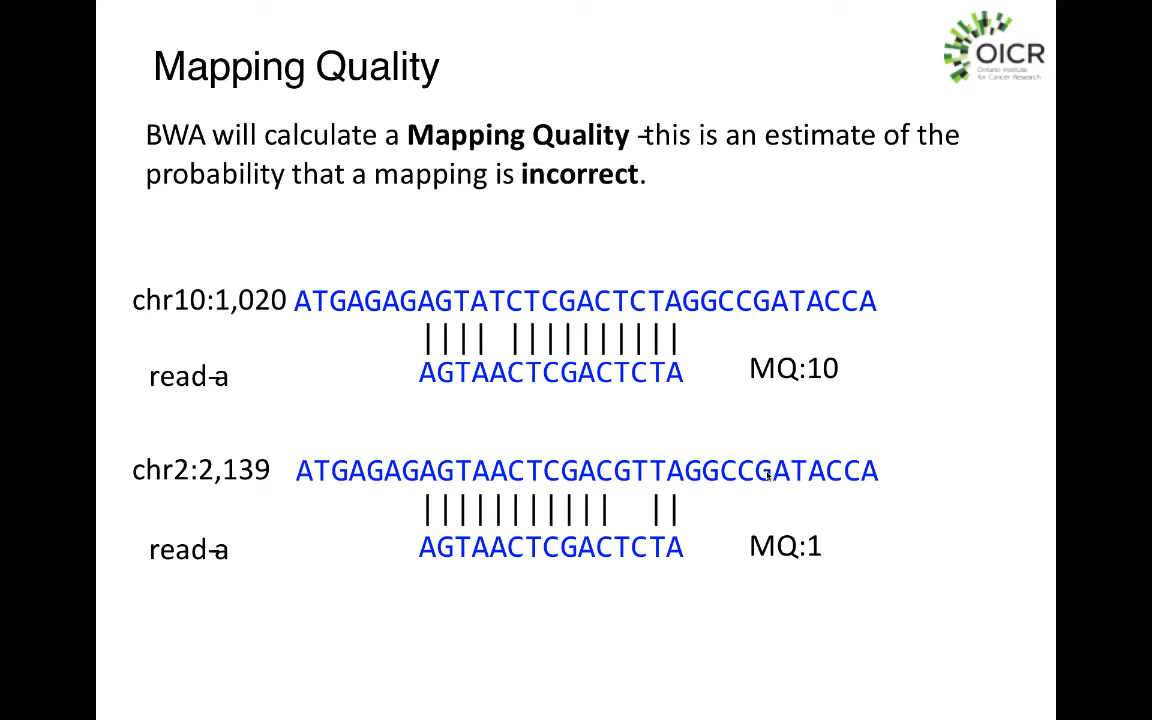 Mapping Quality
OICR
Ontario Institute
for Cancer Research
BWA will calculate a Mapping Quality -this is an estimate of the
probability that a mapping is incorrect.
chr10:1,020 ATGAGAGAGTATCTCGACTCTAGGCCGATACCA
|||| ||||||||||
read-a AGTAACTCGACTCTA MQ:10
chr2:2,139 ATGAGAGAGTAACTCGACGTTAGGCCGATACCA
||||||||||| ||
read-a AGTAACTCGACTCTA MQ:1